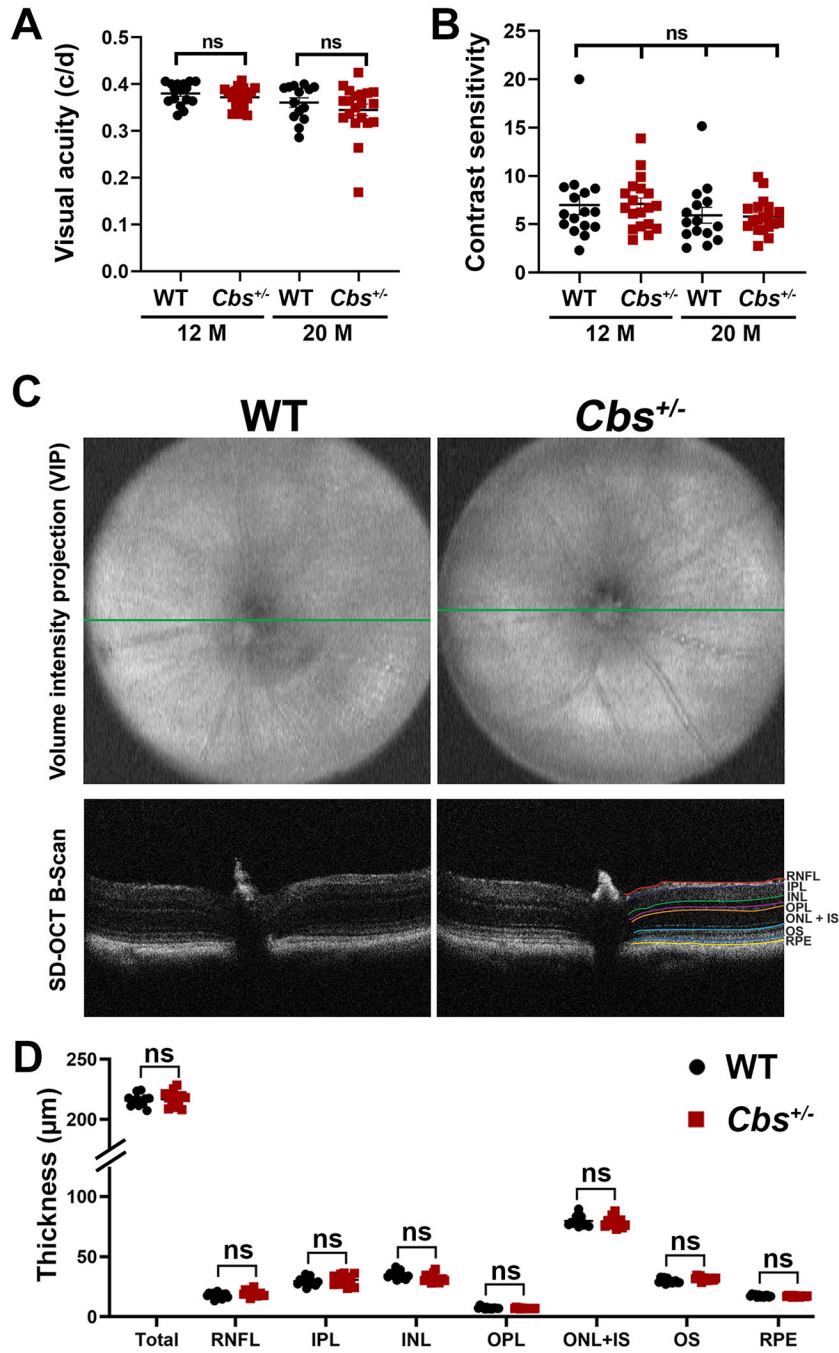 A
Visual acuity (c/d)
0.5
0.4
0.3
0.2
0.1
0.0
ns
ns
WT
Cbs+/-
WT
Cbs+/-
12 M
20 M
B
Contrast sensitivity
25
20
15
10
5
0
ns
WT
Cbs+/-
WT
Cbs+/-
12 M
20 M
C
WT
Cbs+/-
Volume intensity projection (VIP)
SD-OCT B-Scan
RNFL
IPL
INL
OPL
ONL + IS
OS
RPE
D
Thickness (μm)
250
200
100
50
0
ns
ns
ns
ns
ns
ns
ns
ns
WT
Cbs+/-
Total
RNFL
IPL
INL
OPL
ONL+IS
OS
RPE